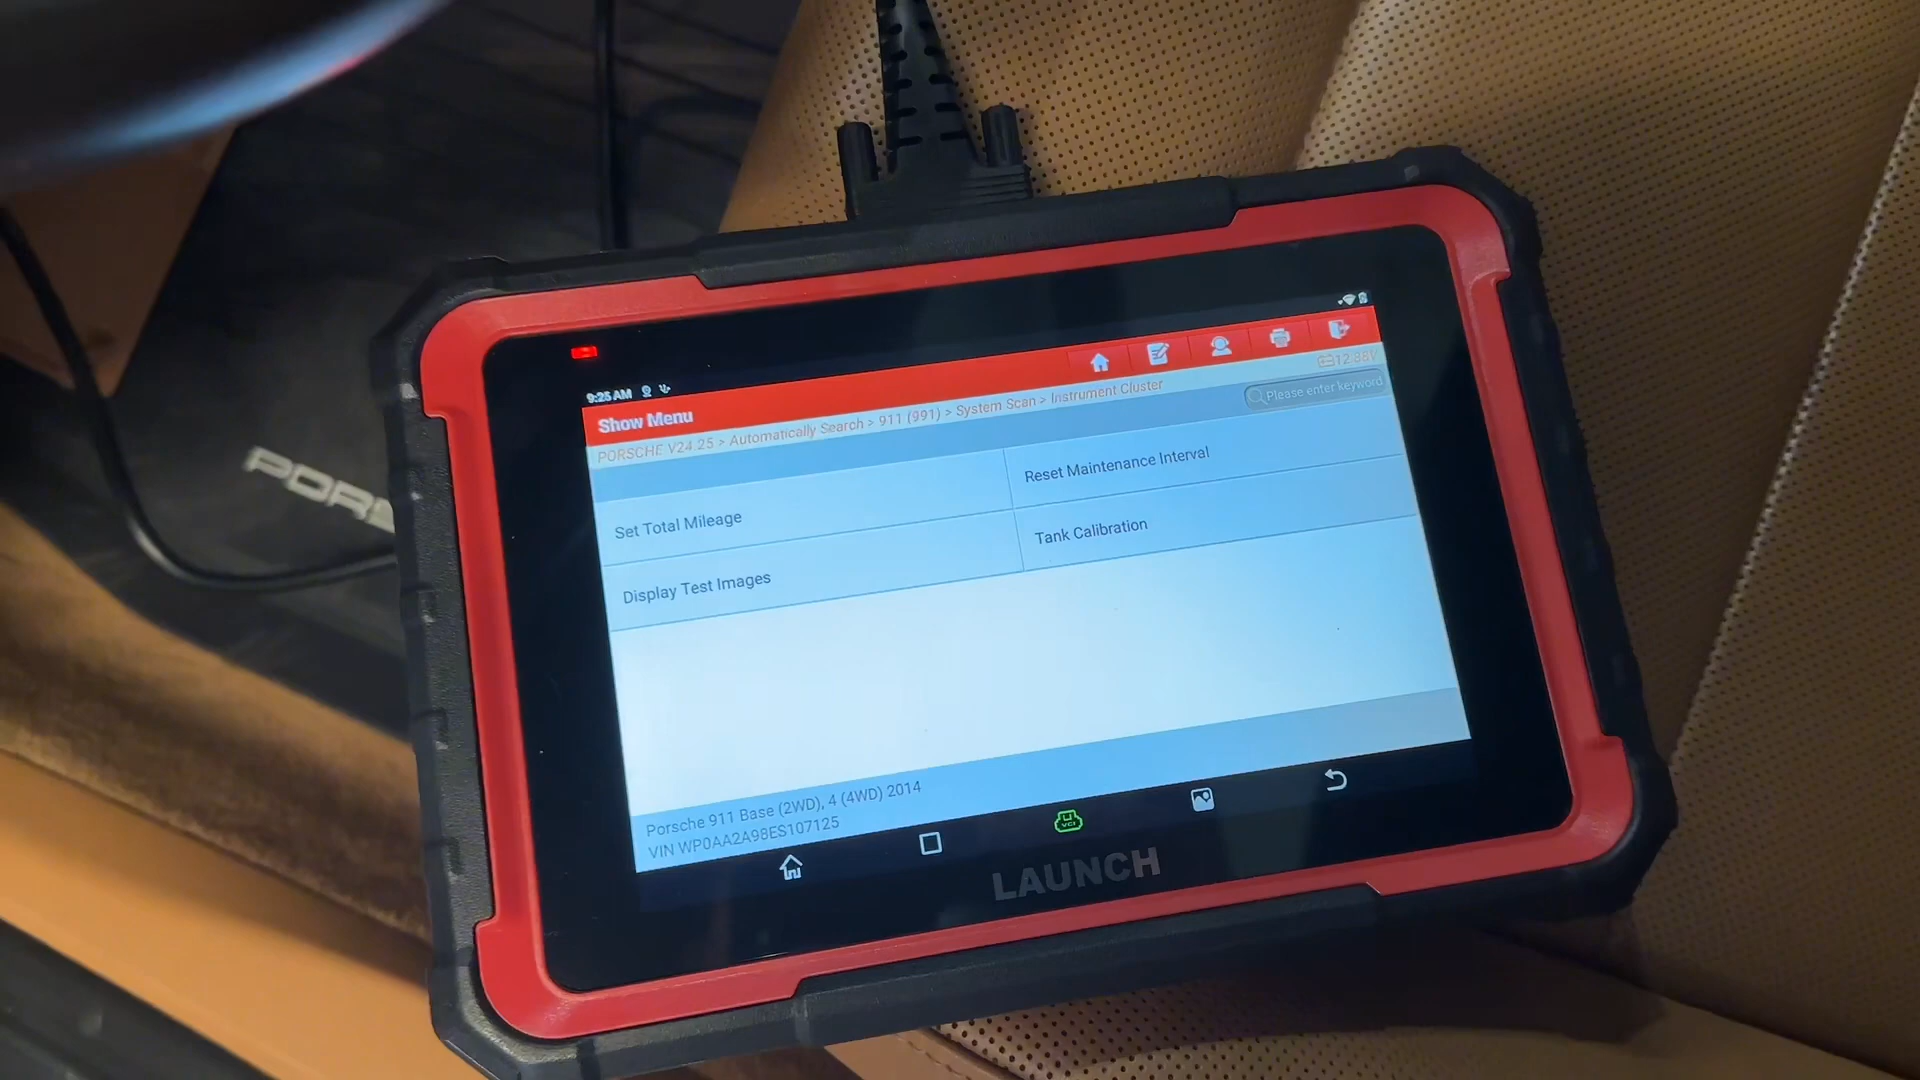 9:25 AM
12.88V
Show Menu
PORSCHE V24.25 > Automatically Search > 911 (991) > System Scan > Instrument Cluster
Please enter keyword
Set Total Mileage
Reset Maintenance Interval
Display Test Images
Tank Calibration
Porsche 911 Base (2WD), 4 (4WD) 2014
VIN WP0AA2A98ES107125
VCI
LAUNCH
PORS